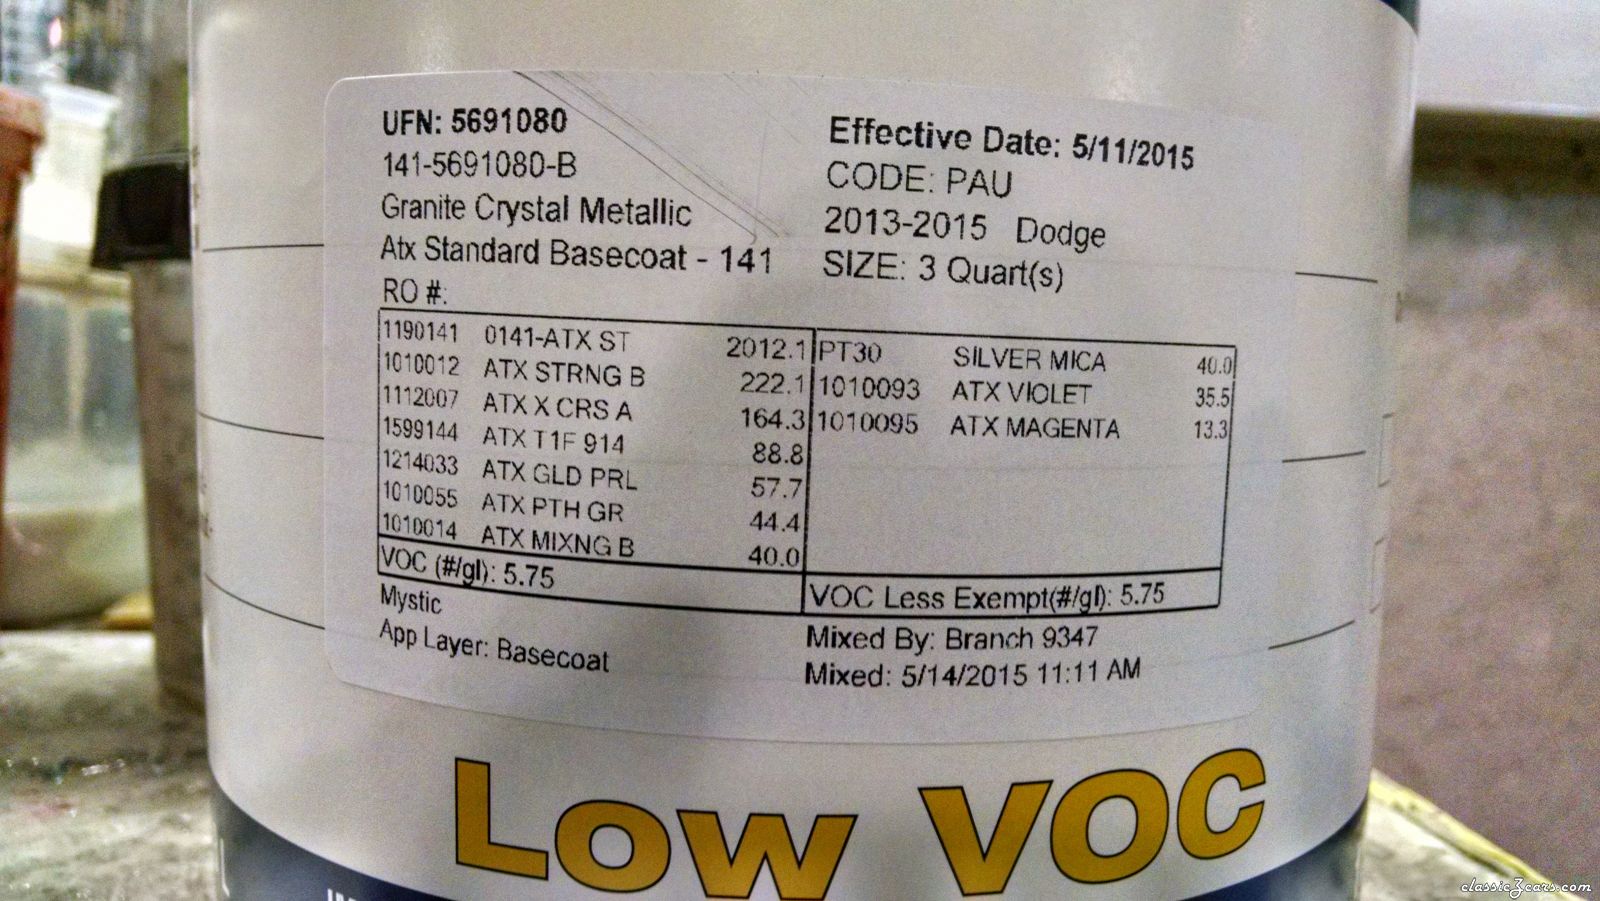 UFN: 5691080
141-5691080-B
Granite Crystal Metallic
Atx Standard Basecoat - 141
RO #:
Effective Date: 5/11/2015
CODE: PAU
2013-2015 Dodge
SIZE: 3 Quart(s)
1190141 0141-ATX ST 2012.1
1010012 ATX STRNG B 222.1
1112007 ATX X CRS A 164.3
1599144 ATX T1F 914 88.8
1214033 ATX GLD PRL 57.7
1010055 ATX PTH GR 44.4
1010014 ATX MIXNG B 40.0
PT30 SILVER MICA 40.0
1010093 ATX VIOLET 35.5
1010095 ATX MAGENTA 13.3
VOC (#/gl): 5.75
VOC Less Exempt(#/gl): 5.75
Mystic
App Layer: Basecoat
Mixed By: Branch 9347
Mixed: 5/14/2015 11:11 AM
Low VOC
classicZcars.com